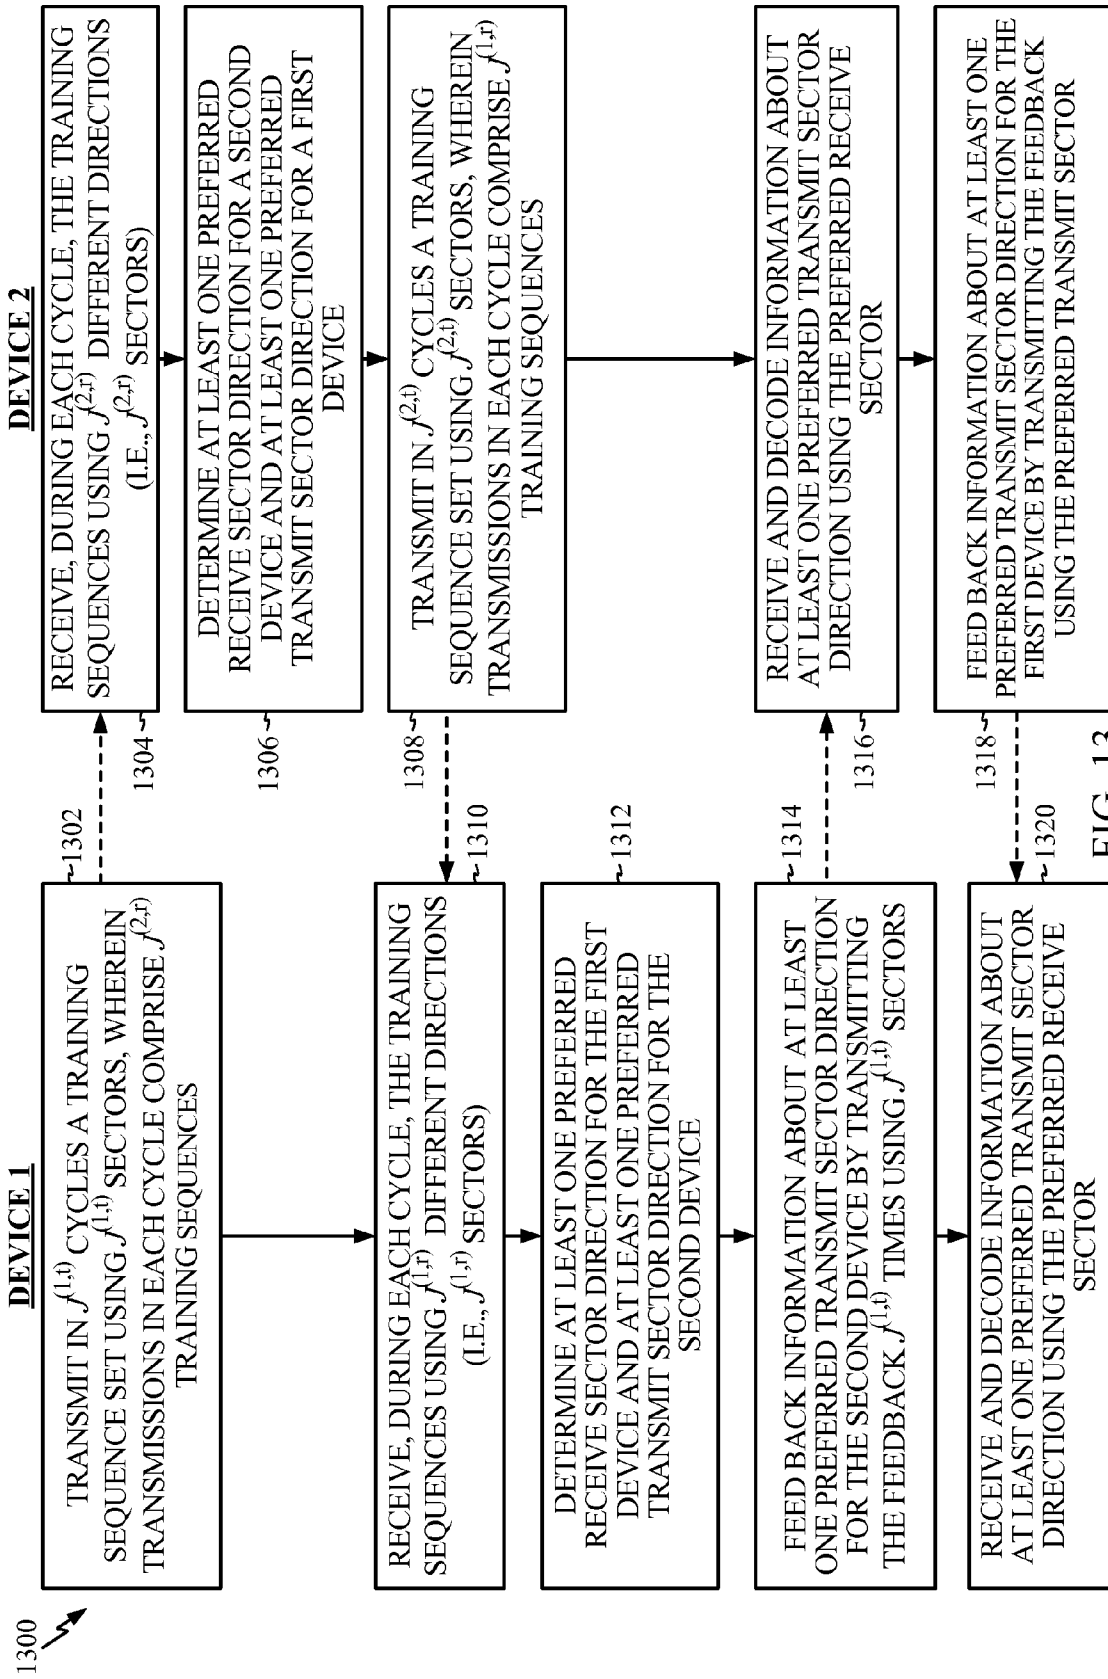 1300
DEVICE 1
TRANSMIT IN J^(1,t) CYCLES A TRAINING
SEQUENCE SET USING J^(1,t) SECTORS, WHEREIN
TRANSMISSIONS IN EACH CYCLE COMPRISE J^(2,r)
TRAINING SEQUENCES
1302
RECEIVE, DURING EACH CYCLE, THE TRAINING
SEQUENCES USING J^(1,r) DIFFERENT DIRECTIONS
(I.E., J^(1,r) SECTORS)
1310
DETERMINE AT LEAST ONE PREFERRED
RECEIVE SECTOR DIRECTION FOR THE FIRST
DEVICE AND AT LEAST ONE PREFERRED
TRANSMIT SECTOR DIRECTION FOR THE
SECOND DEVICE
1312
FEED BACK INFORMATION ABOUT AT LEAST
ONE PREFERRED TRANSMIT SECTOR DIRECTION
FOR THE SECOND DEVICE BY TRANSMITTING
THE FEEDBACK J^(1,t) TIMES USING J^(1,t) SECTORS
1314
RECEIVE AND DECODE INFORMATION ABOUT
AT LEAST ONE PREFERRED TRANSMIT SECTOR
DIRECTION USING THE PREFERRED RECEIVE
SECTOR
1320
DEVICE 2
RECEIVE, DURING EACH CYCLE, THE TRAINING
SEQUENCES USING J^(2,r) DIFFERENT DIRECTIONS
(I.E., J^(2,r) SECTORS)
1304
DETERMINE AT LEAST ONE PREFERRED
RECEIVE SECTOR DIRECTION FOR A SECOND
DEVICE AND AT LEAST ONE PREFERRED
TRANSMIT SECTOR DIRECTION FOR A FIRST
DEVICE
1306
TRANSMIT IN J^(2,t) CYCLES A TRAINING
SEQUENCE SET USING J^(2,t) SECTORS, WHEREIN
TRANSMISSIONS IN EACH CYCLE COMPRISE J^(1,r)
TRAINING SEQUENCES
1308
RECEIVE AND DECODE INFORMATION ABOUT
AT LEAST ONE PREFERRED TRANSMIT SECTOR
DIRECTION USING THE PREFERRED RECEIVE
SECTOR
1316
FEED BACK INFORMATION ABOUT AT LEAST ONE
PREFERRED TRANSMIT SECTOR DIRECTION FOR THE
FIRST DEVICE BY TRANSMITTING THE FEEDBACK
USING THE PREFERRED TRANSMIT SECTOR
1318
FIG. 13